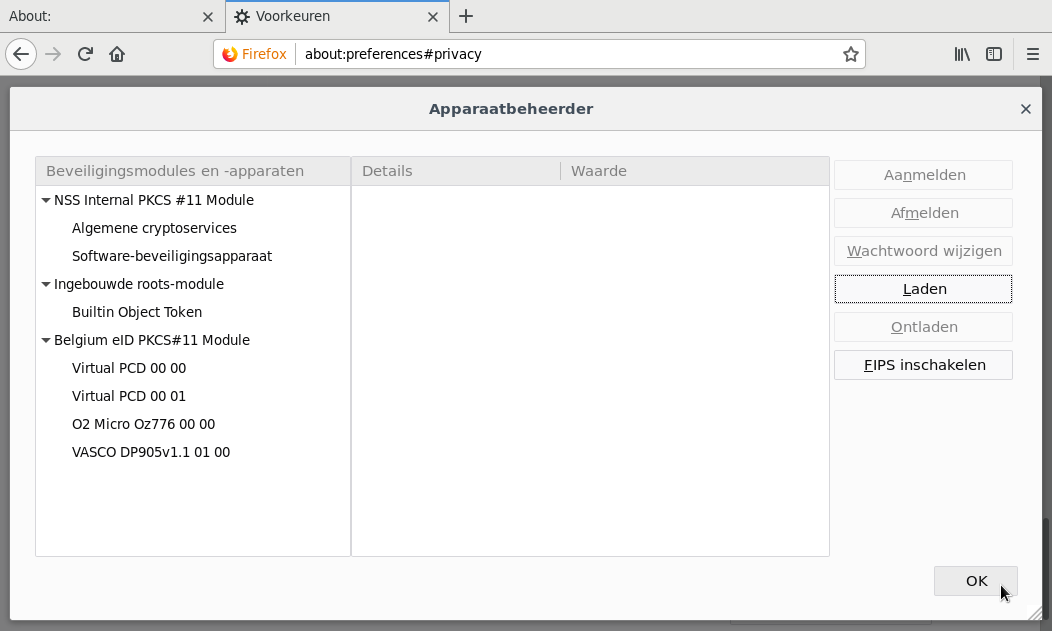 About:
Voorkeuren
Firefox
about:preferences#privacy
Apparaatbeheerder
Beveiligingsmodules en -apparaten
Details
Waarde
NSS Internal PKCS #11 Module
Algemene cryptoservices
Software-beveiligingsapparaat
Ingebouwde roots-module
Builtin Object Token
Belgium eID PKCS#11 Module
Virtual PCD 00 00
Virtual PCD 00 01
O2 Micro Oz776 00 00
VASCO DP905v1.1 01 00
Aanmelden
Afmelden
Wachtwoord wijzigen
Laden
Ontladen
FIPS inschakelen
OK